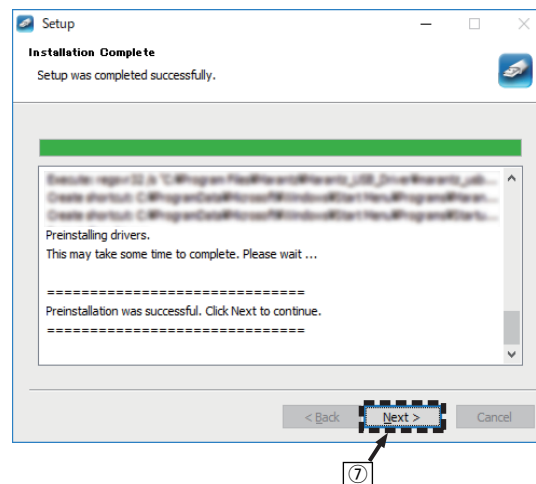 Setup
Installation Complete
Setup was completed successfully.
Preinstalling drivers.
This may take some time to complete. Please wait ...
==============================
Preinstallation was successful. Click Next to continue.
==============================
< Back
Next >
Cancel
⑦